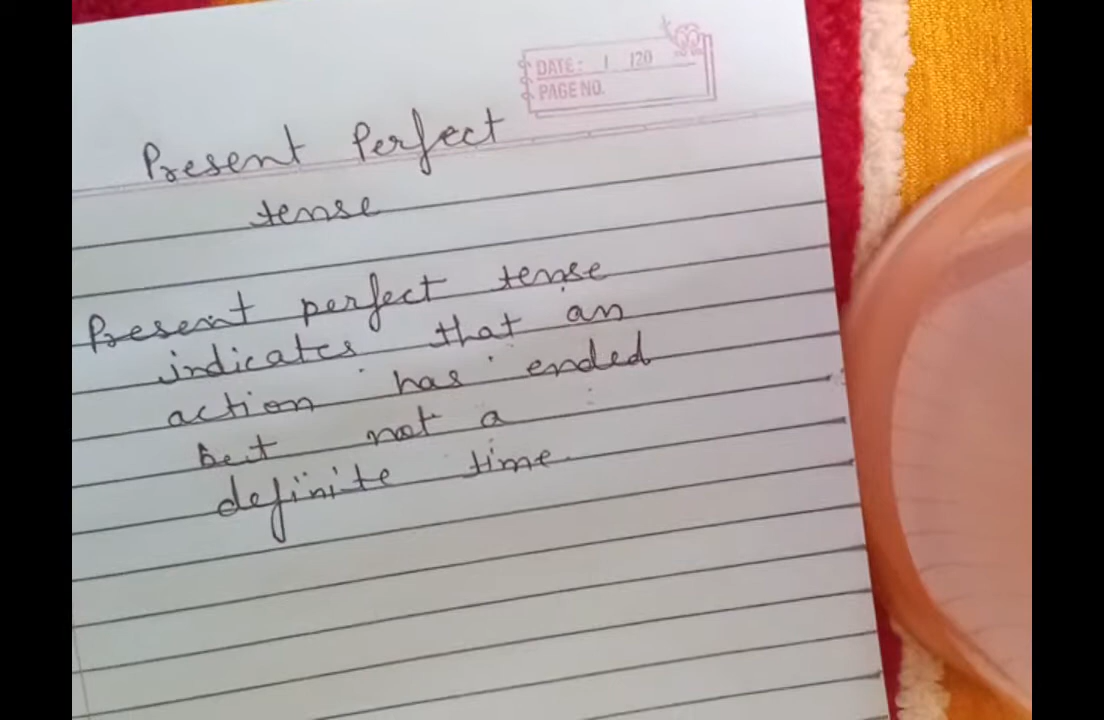 DATE: / /20
PAGE NO.
Present Perfect
tense
Present perfect tense
indicates that an
action has ended
but not a
definite time